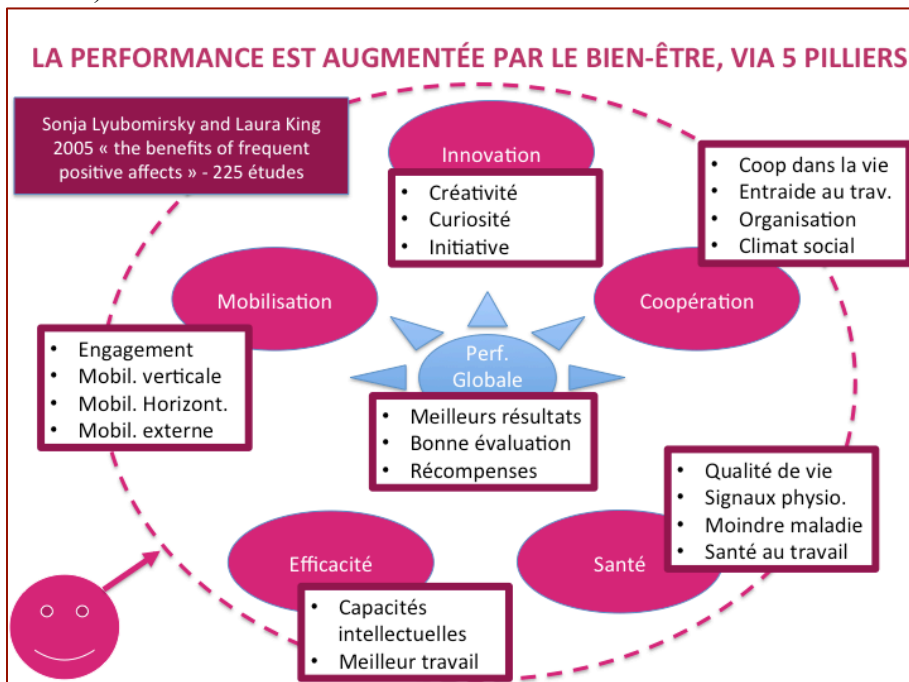 LA PERFORMANCE EST AUGMENTÉE PAR LE BIEN-ÊTRE, VIA 5 PILLIERS
Sonja Lyubomirsky and Laura King
2005 « the benefits of frequent
positive affects » - 225 études
Innovation
• Créativité
• Curiosité
• Initiative
• Coop dans la vie
• Entraide au trav.
• Organisation
• Climat social
Mobilisation
Coopération
• Engagement
• Mobil. verticale
• Mobil. Horizont.
• Mobil. externe
Perf.
Globale
• Meilleurs résultats
• Bonne évaluation
• Récompenses
• Qualité de vie
• Signaux physio.
• Moindre maladie
• Santé au travail
Efficacité
Santé
• Capacités
intellectuelles
• Meilleur travail